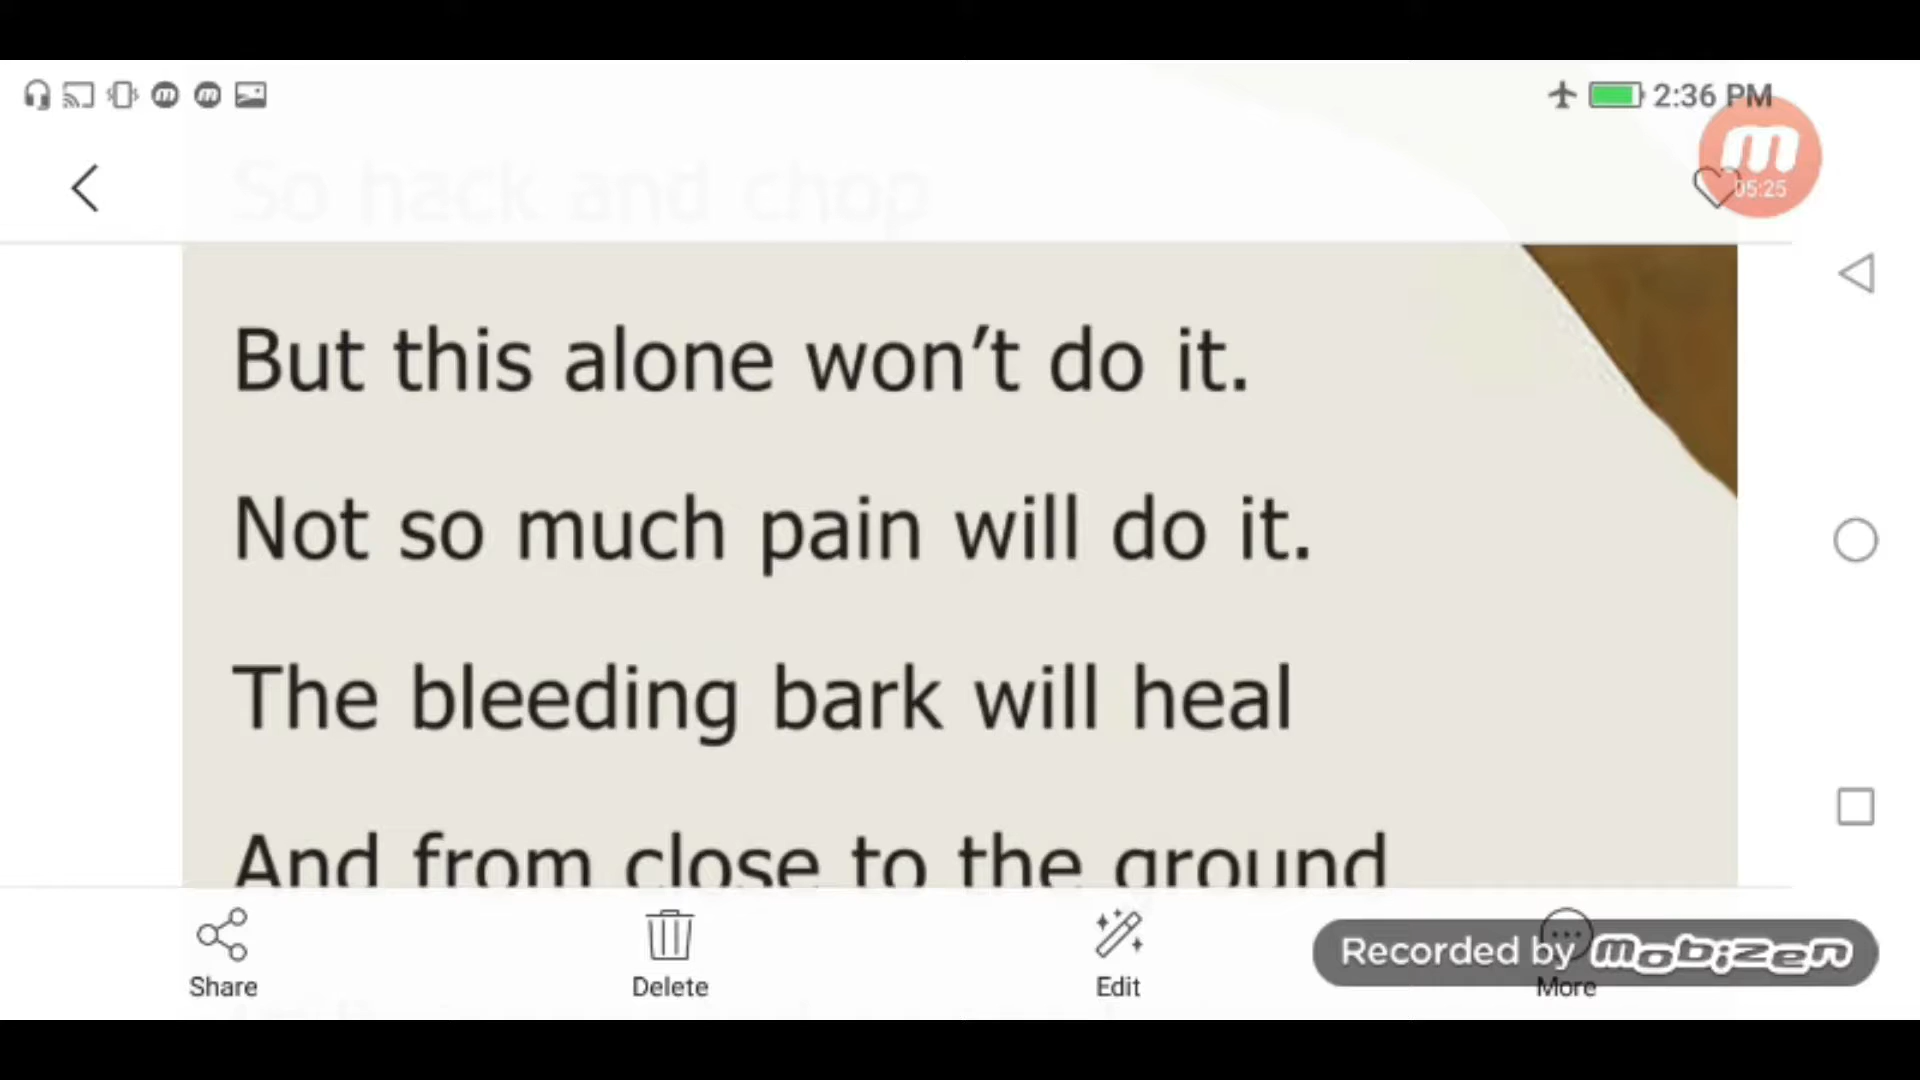 2:36 PM
05:25
So hack and chop
But this alone won’t do it.
Not so much pain will do it.
The bleeding bark will heal
And from close to the ground
Share
Delete
Edit
More
Recorded by mobizen